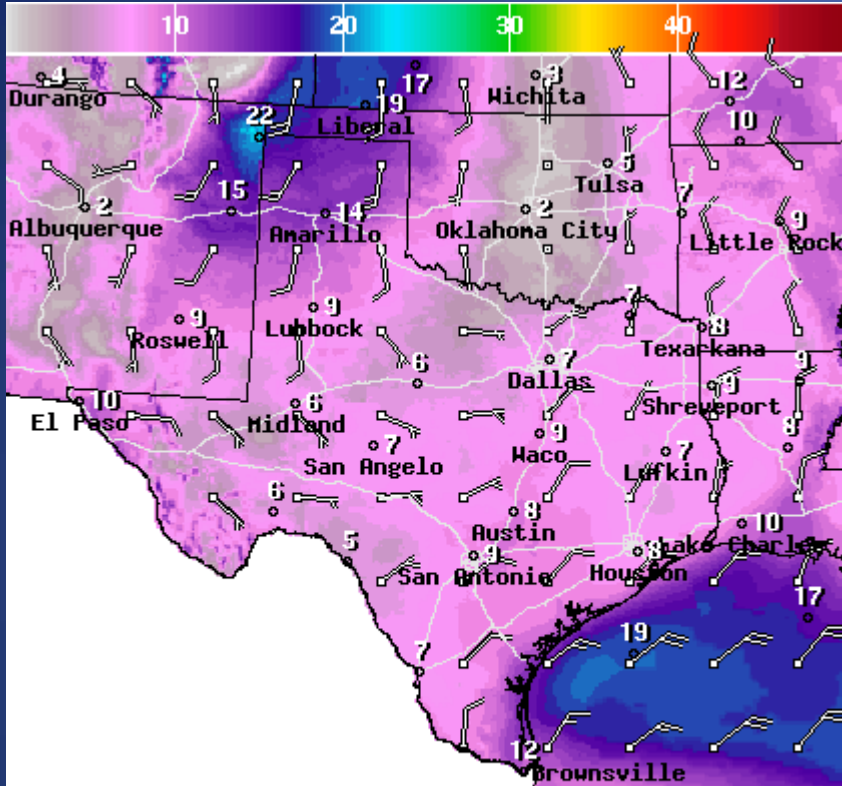 10 20 30 40
4 17 3 12
Durango Wichita
22 19 10
Liberal
5
Tulsa
2 15 14 2 7 9
Albuquerque Amarillo Oklahoma City Little Rock
9 9 7 8
Roswell Lubbock Texarkana
6 7 9
Dallas
10 6 9
El Paso Midland Shreveport
7 9 7 8
San Angelo Waco Lufkin
6 8 10
Austin Lake Charles
5 9 8
San Antonio Houston
17
7 19
12
Brownsville